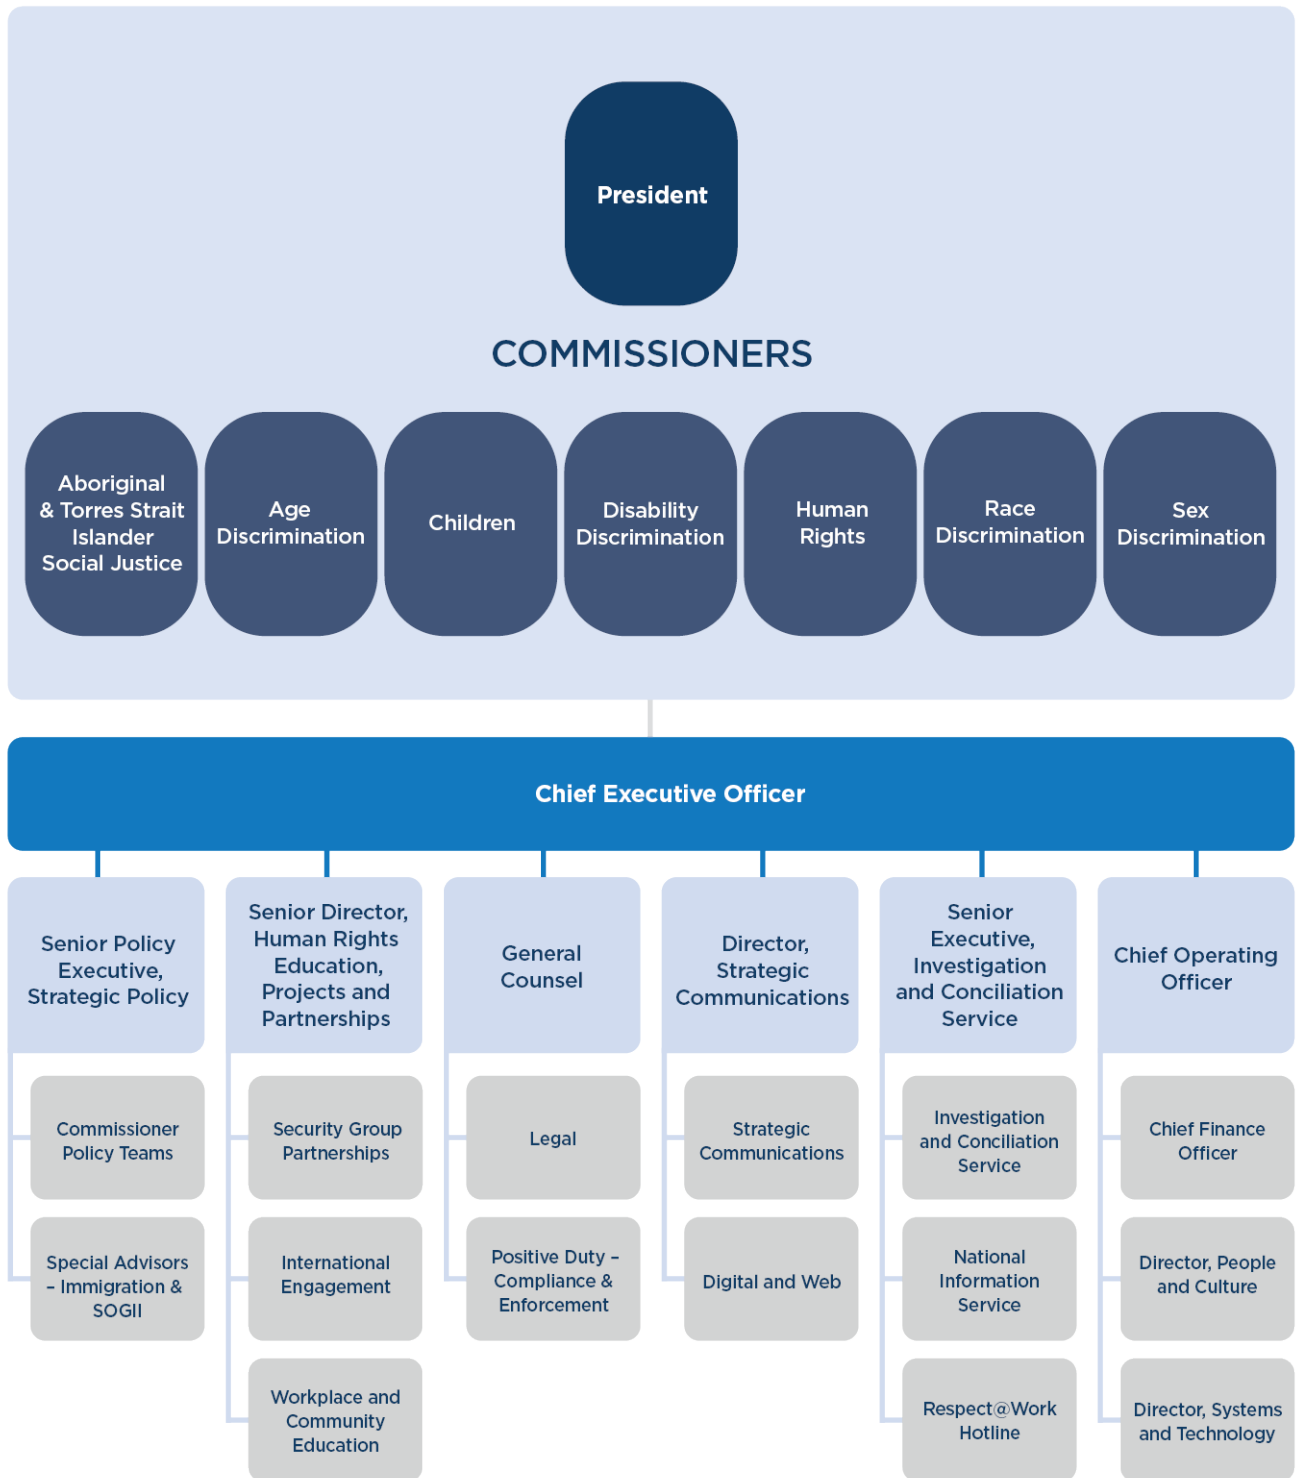 President
COMMISSIONERS
Aboriginal
& Torres Strait
Islander
Social Justice
Age
Discrimination
Children
Disability
Discrimination
Human
Rights
Race
Discrimination
Sex
Discrimination
Chief Executive Officer
Senior Policy
Executive,
Strategic Policy
Senior Director,
Human Rights
Education,
Projects and
Partnerships
General
Counsel
Director,
Strategic
Communications
Senior
Executive,
Investigation
and Conciliation
Service
Chief Operating
Officer
Commissioner
Policy Teams
Security Group
Partnerships
Legal
Strategic
Communications
Investigation
and Conciliation
Service
Chief Finance
Officer
Special Advisors
– Immigration &
SOGII
International
Engagement
Positive Duty –
Compliance &
Enforcement
Digital and Web
National
Information
Service
Director, People
and Culture
Workplace and
Community
Education
Respect@Work
Hotline
Director, Systems
and Technology